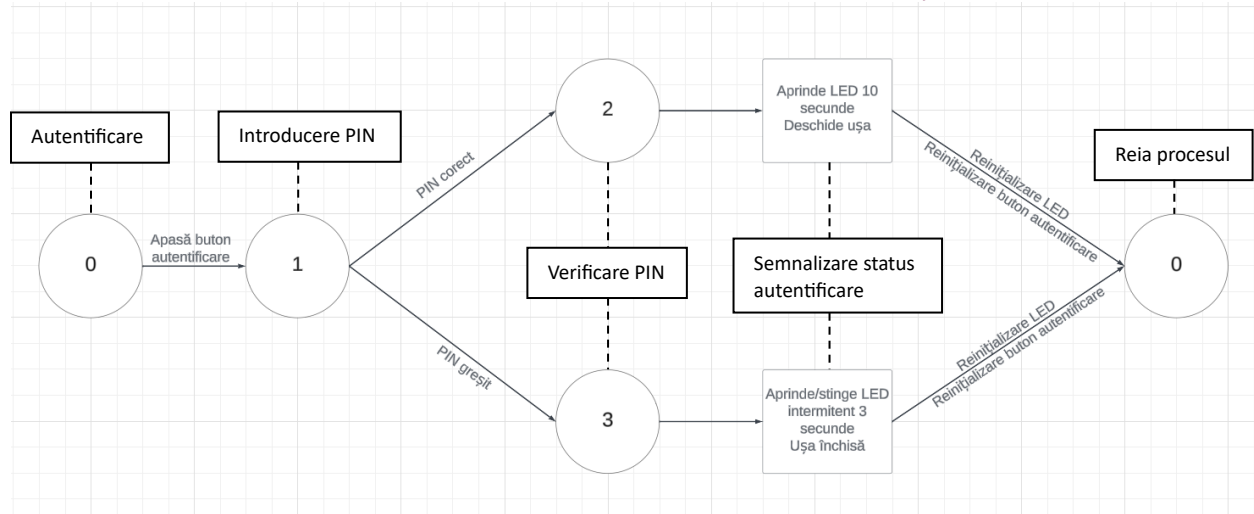 Autentificare
0
Apasă buton
autentificare
Introducere PIN
1
PIN corect
PIN greșit
2
Verificare PIN
3
Aprinde LED 10
secunde
Deschide ușa
Semnalizare status
autentificare
Aprinde/stinge LED
intermitent 3
secunde
Ușa închisă
Reinițializare LED
Reinițializare buton autentificare
Reinițializare LED
Reinițializare buton autentificare
Reia procesul
0